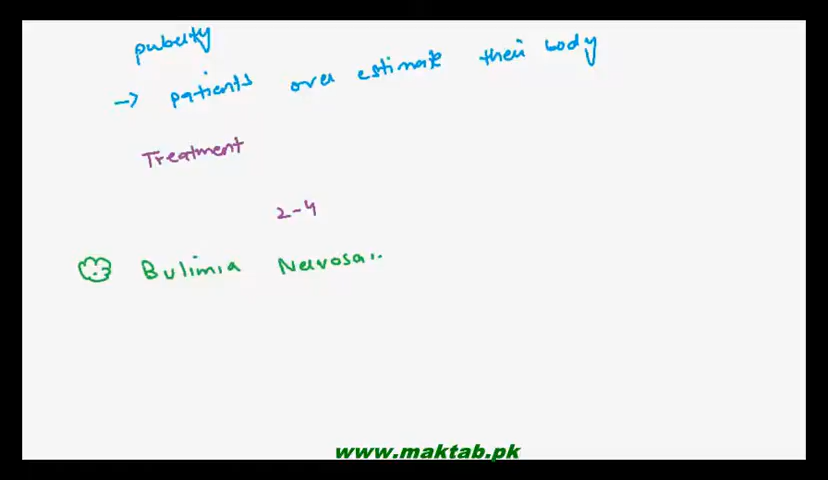 puberty
→ patients over estimate their body
Treatment
2-4
Bulimia Nervosa..
www.maktab.pk